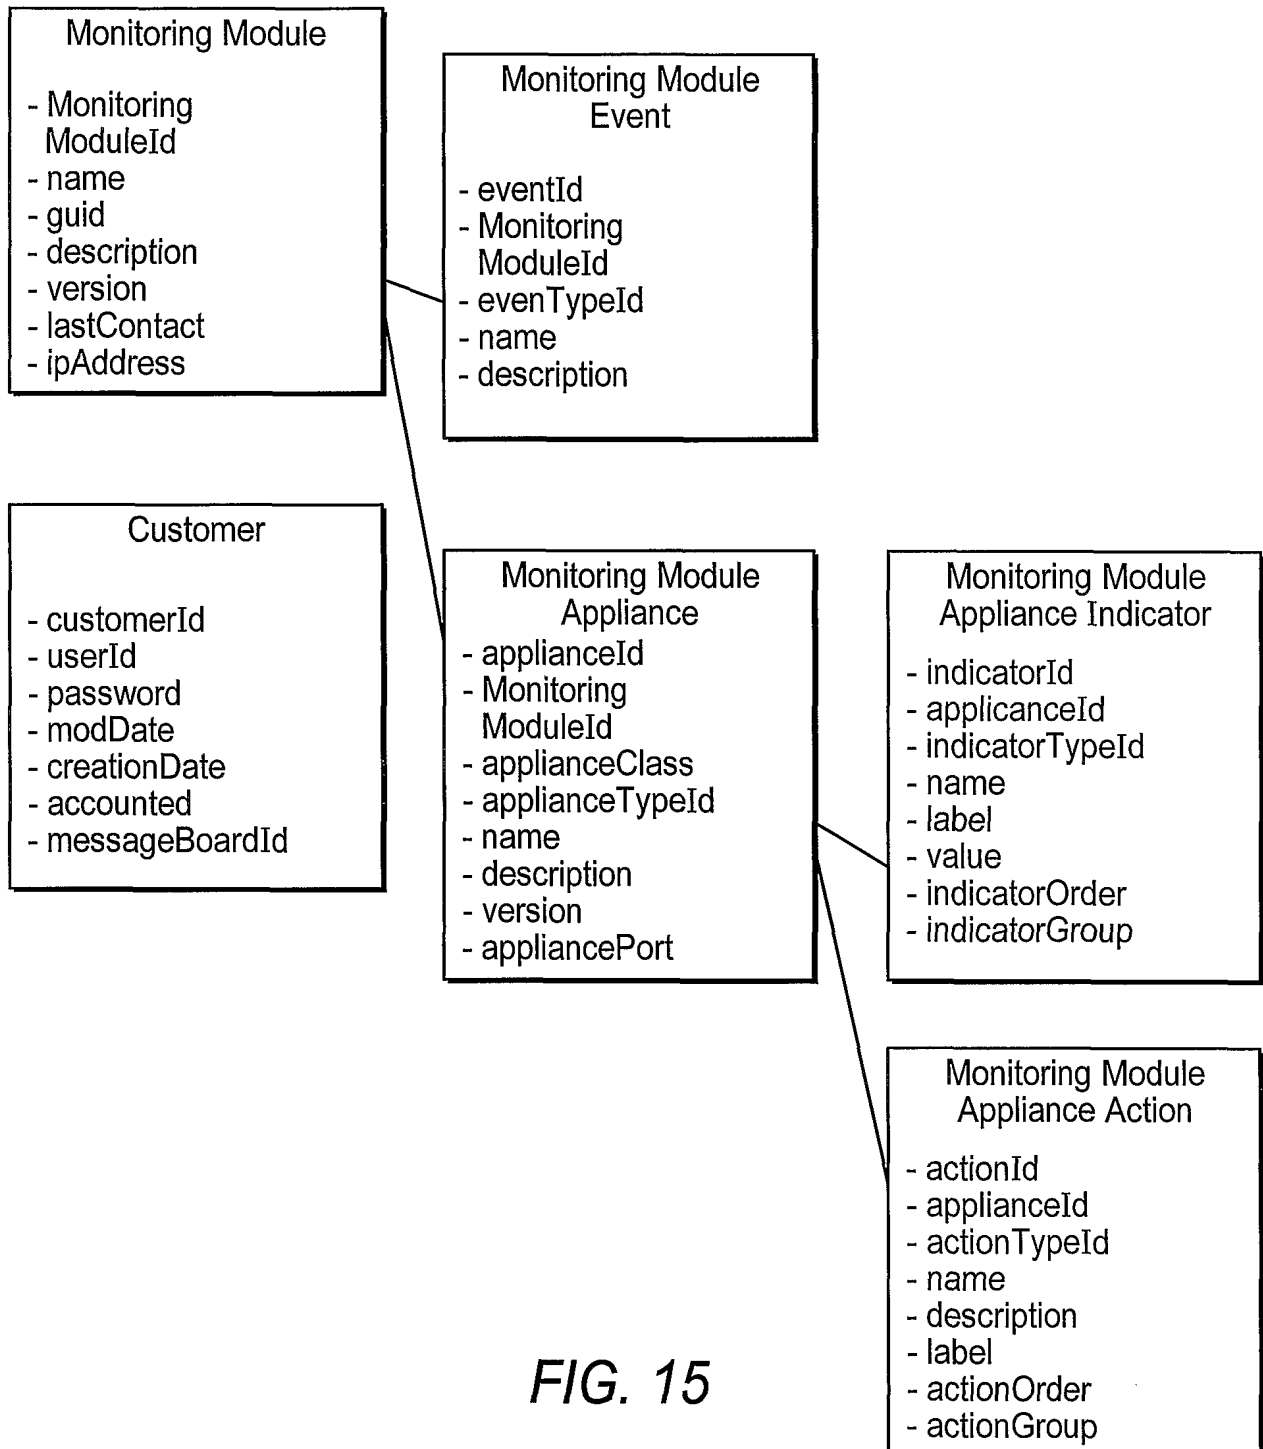 Monitoring Module
- Monitoring
ModuleId
- name
- guid
- description
- version
- lastContact
- ipAddress
Monitoring Module
Event
- eventId
- Monitoring
ModuleId
- evenTypeId
- name
- description
Customer
- customerId
- userId
- password
- modDate
- creationDate
- accounted
- messageBoardId
Monitoring Module
Appliance
- applianceId
- Monitoring
ModuleId
- applianceClass
- applianceTypeId
- name
- description
- version
- appliancePort
Monitoring Module
Appliance Indicator
- indicatorId
- applicanceId
- indicatorTypeId
- name
- label
- value
- indicatorOrder
- indicatorGroup
Monitoring Module
Appliance Action
- actionId
- applianceId
- actionTypeId
- name
- description
- label
- actionOrder
- actionGroup
FIG. 15